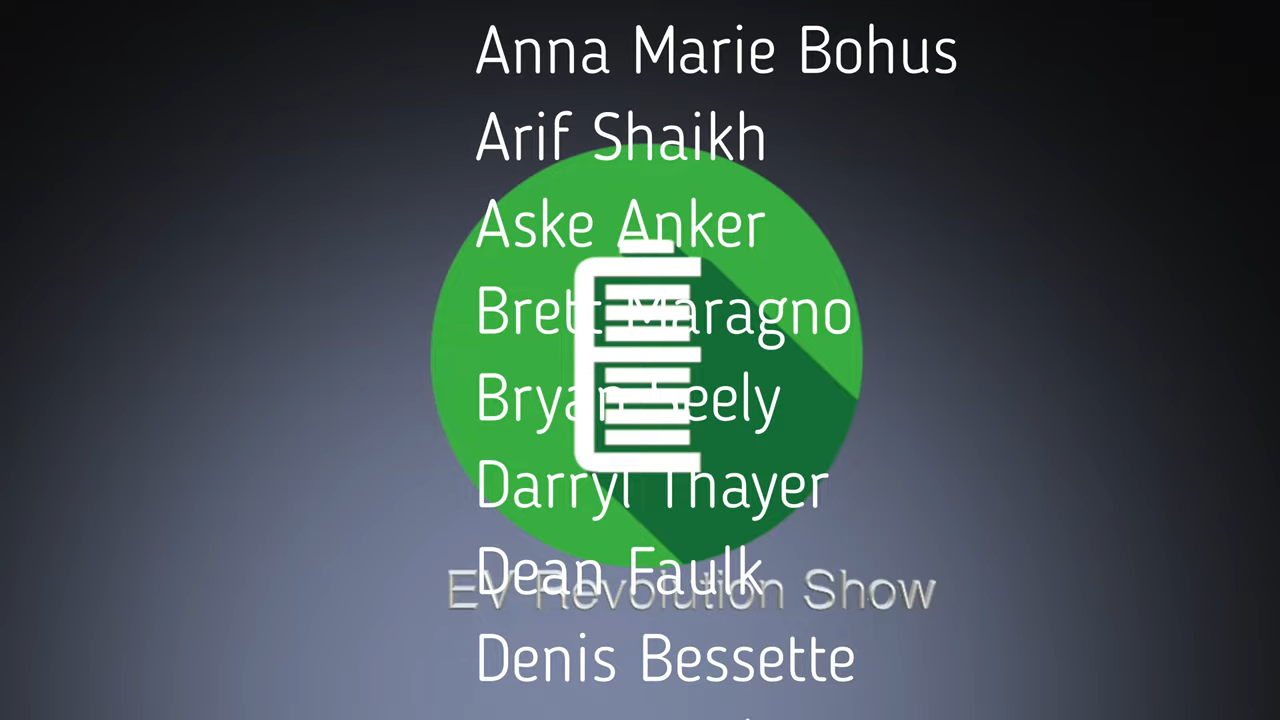 Anna Marie Bohus
Arif Shaikh
Aske Anker
Brett Maragno
Bryan Seely
Darryl Thayer
Dean Faulk
EV Revolution Show
Denis Bessette